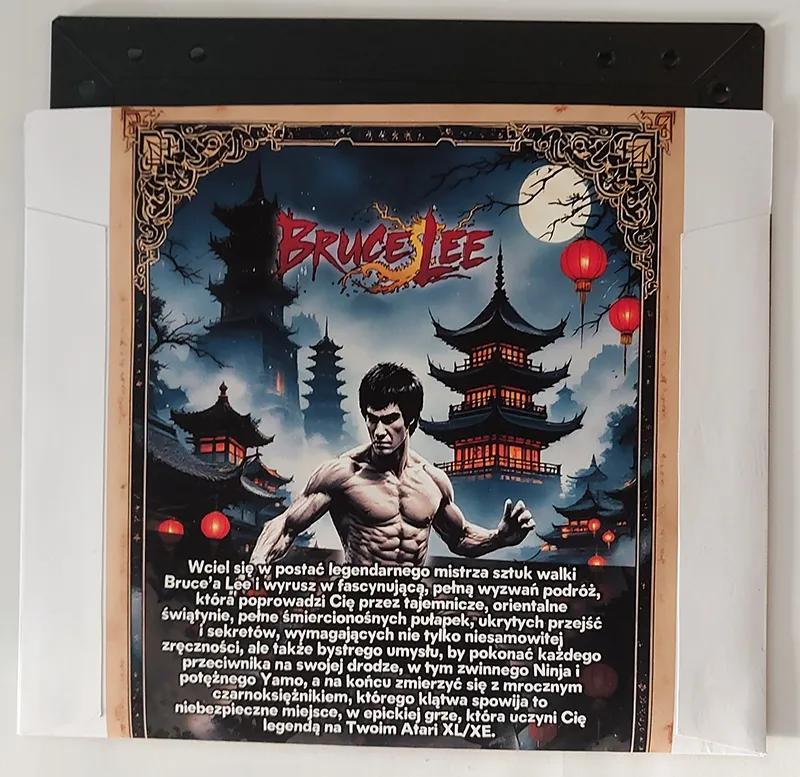 BRUCE LEE
Wciel się w postać legendarnego mistrza sztuk walki
Bruce'a Lee i wyrusz w fascynującą, pełną wyzwań podróż,
która poprowadzi Cię przez tajemnicze, orientalne
świątynie, pełne śmiercionośnych pułapek, ukrytych przejść
i sekretów, wymagających nie tylko niesamowitej
zręczności, ale także bystrego umysłu, by pokonać każdego
przeciwnika na swojej drodze, w tym zwinnego Ninja i
potężnego Yamo, a na końcu zmierzyć się z mrocznym
czarnoksiężnikiem, którego klątwa spowija to
niebezpieczne miejsce, w epickiej grze, która uczyni Cię
legendą na Twoim Atari XL/XE.